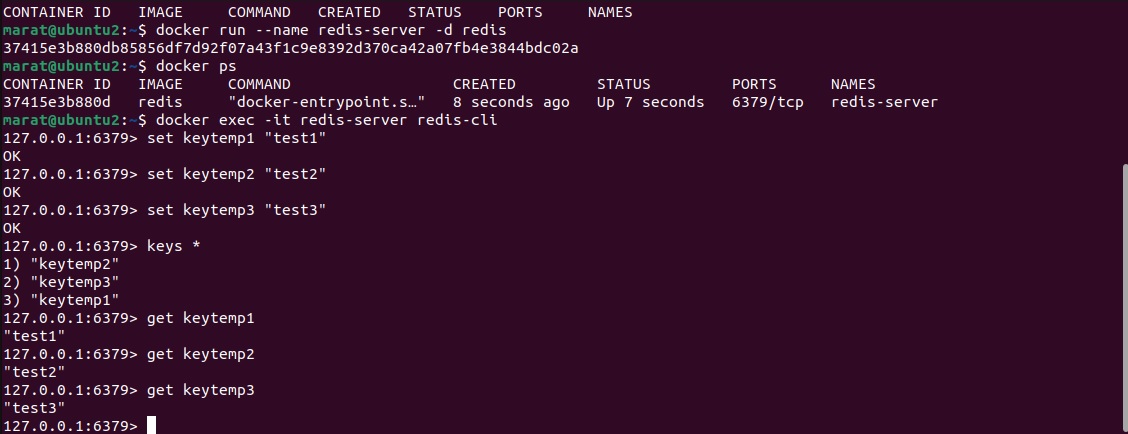 CONTAINER ID   IMAGE     COMMAND   CREATED   STATUS    PORTS     NAMES
marat@ubuntu2:~$ docker run --name redis-server -d redis
37415e3b880db85856df7d92f07a43f1c9e8392d370ca42a07fb4e3844bdc02a
marat@ubuntu2:~$ docker ps
CONTAINER ID   IMAGE     COMMAND                  CREATED         STATUS         PORTS      NAMES
37415e3b880d   redis     "docker-entrypoint.s…"   8 seconds ago   Up 7 seconds   6379/tcp   redis-server
marat@ubuntu2:~$ docker exec -it redis-server redis-cli
127.0.0.1:6379> set keytemp1 "test1"
OK
127.0.0.1:6379> set keytemp2 "test2"
OK
127.0.0.1:6379> set keytemp3 "test3"
OK
127.0.0.1:6379> keys *
1) "keytemp2"
2) "keytemp3"
3) "keytemp1"
127.0.0.1:6379> get keytemp1
"test1"
127.0.0.1:6379> get keytemp2
"test2"
127.0.0.1:6379> get keytemp3
"test3"
127.0.0.1:6379>